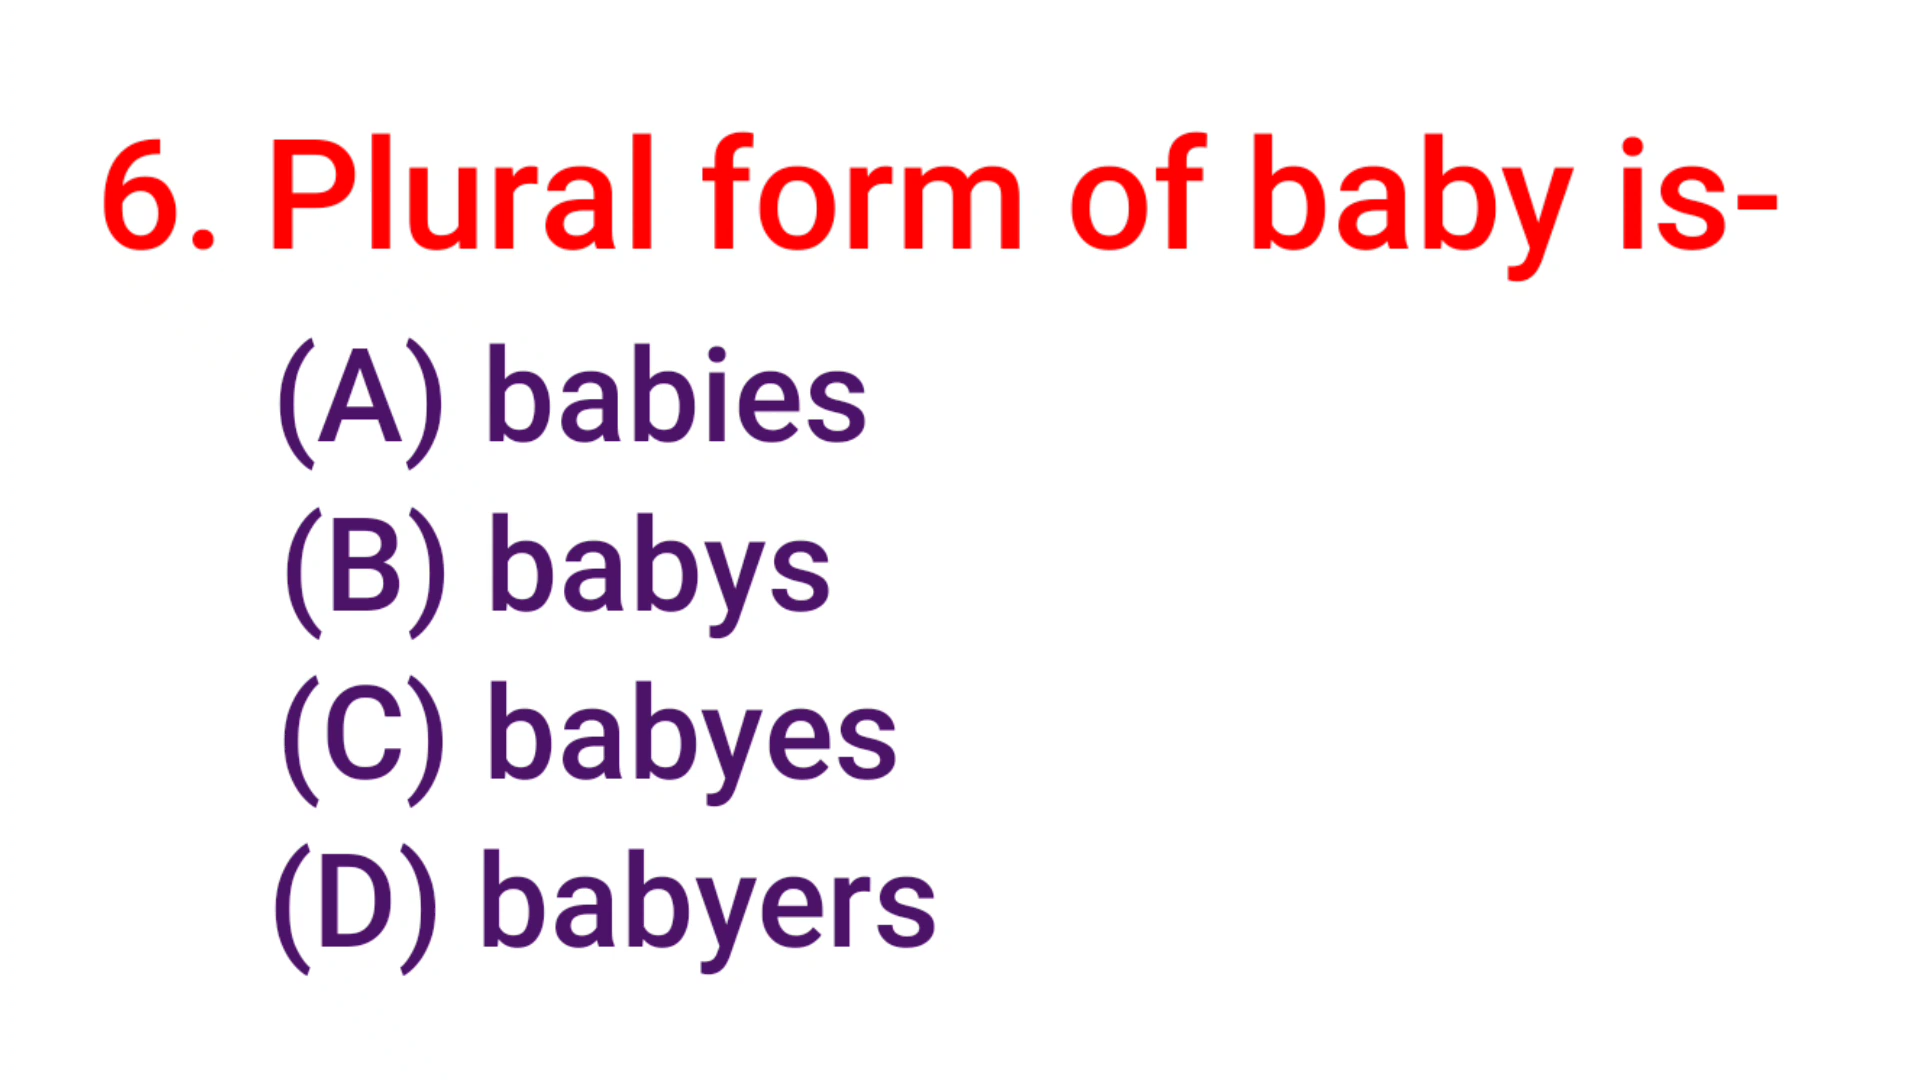 6. Plural form of baby is-
(A) babies
(B) babys
(C) babyes
(D) babyers